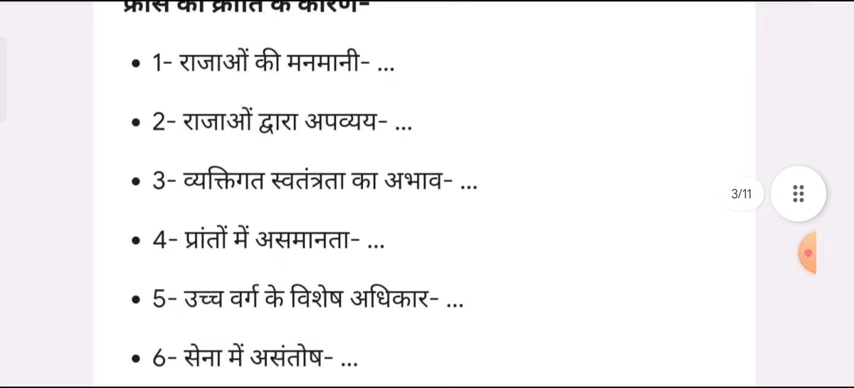 फ्रांस की क्रांति के कारण-
• 1- राजाओं की मनमानी- ...
• 2- राजाओं द्वारा अपव्यय- ...
• 3- व्यक्तिगत स्वतंत्रता का अभाव- ...
3/11
• 4- प्रांतों में असमानता- ...
• 5- उच्च वर्ग के विशेष अधिकार- ...
• 6- सेना में असंतोष- ...